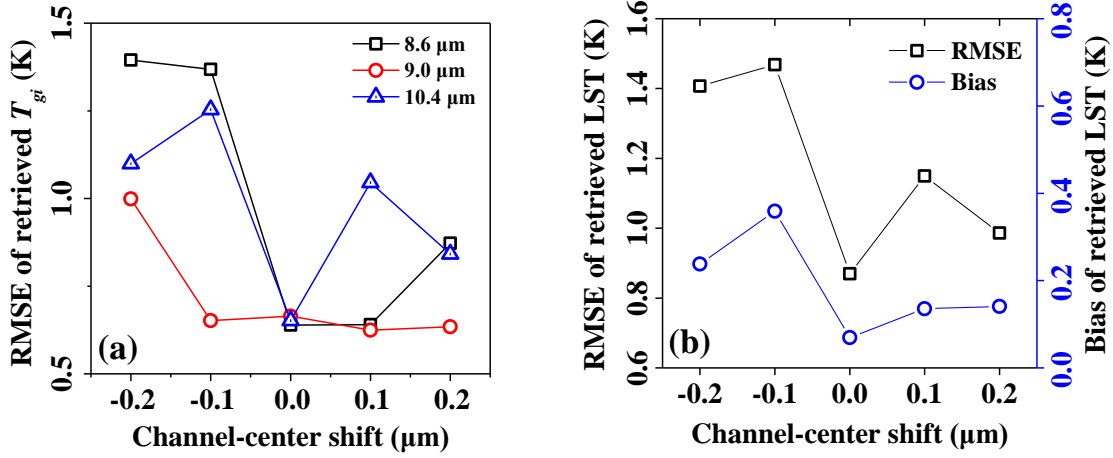 RMSE of retrieved T gi (K)
1.5
1.0
0.5
8.6 μm
9.0 μm
10.4 μm
(a)
-0.2 -0.1 0.0 0.1 0.2
Channel-center shift (μm)
RMSE of retrieved LST (K)
1.6
1.4
1.2
1.0
0.8
0.6
RMSE
Bias
(b)
-0.2 -0.1 0.0 0.1 0.2
Channel-center shift (μm)
0.8
0.6
0.4
0.2
0.0
Bias of retrieved LST (K)